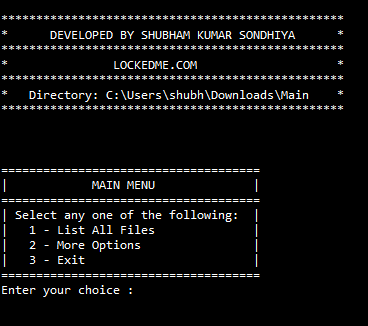 *************************************************
*      DEVELOPED BY SHUBHAM KUMAR SONDHIYA      *
*************************************************
*               LOCKEDME.COM                    *
*************************************************
*   Directory: C:\Users\shubh\Downloads\Main    *
*************************************************
=====================================
|            MAIN MENU              |
=====================================
| Select any one of the following:  |
|   1 - List All Files              |
|   2 - More Options                |
|   3 - Exit                        |
=====================================
Enter your choice :